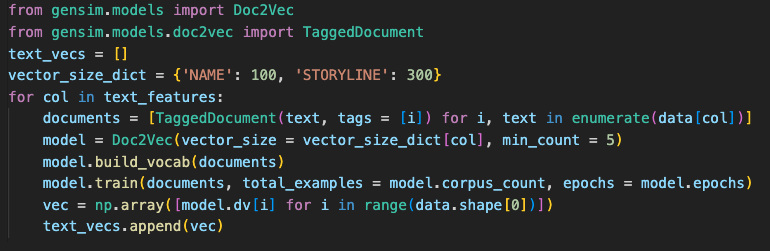 from gensim.models import Doc2Vec
from gensim.models.doc2vec import TaggedDocument
text_vecs = []
vector_size_dict = {'NAME': 100, 'STORYLINE': 300}
for col in text_features:
    documents = [TaggedDocument(text, tags = [i]) for i, text in enumerate(data[col])]
    model = Doc2Vec(vector_size = vector_size_dict[col], min_count = 5)
    model.build_vocab(documents)
    model.train(documents, total_examples = model.corpus_count, epochs = model.epochs)
    vec = np.array([model.dv[i] for i in range(data.shape[0])])
    text_vecs.append(vec)